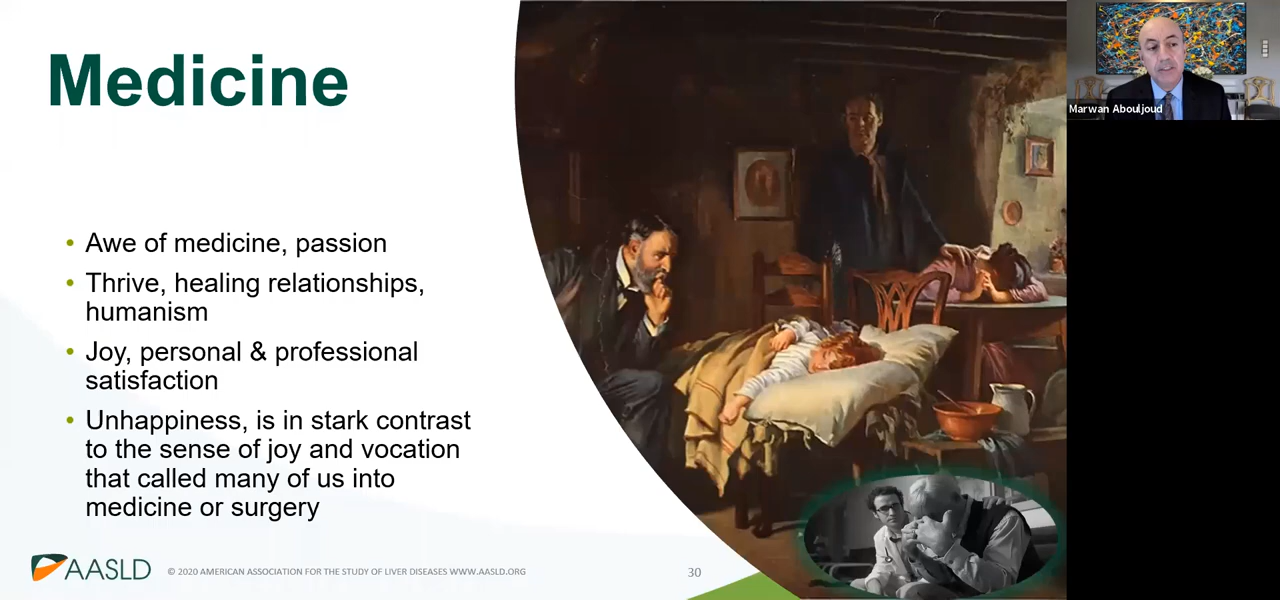 Medicine
• Awe of medicine, passion
• Thrive, healing relationships,
humanism
• Joy, personal & professional
satisfaction
• Unhappiness, is in stark contrast
to the sense of joy and vocation
that called many of us into
medicine or surgery
AASLD
© 2020 AMERICAN ASSOCIATION FOR THE STUDY OF LIVER DISEASES WWW.AASLD.ORG
30
Marwan Abouljoud